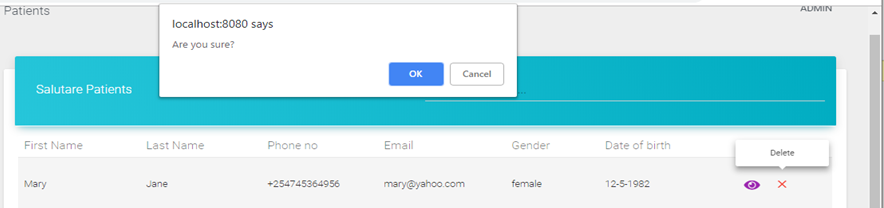 Patients
ADMIN
localhost:8080 says
Are you sure?
OK
Cancel
Salutare Patients
First Name Last Name Phone no Email Gender Date of birth
Delete
Mary Jane +254745364956 mary@yahoo.com female 12-5-1982